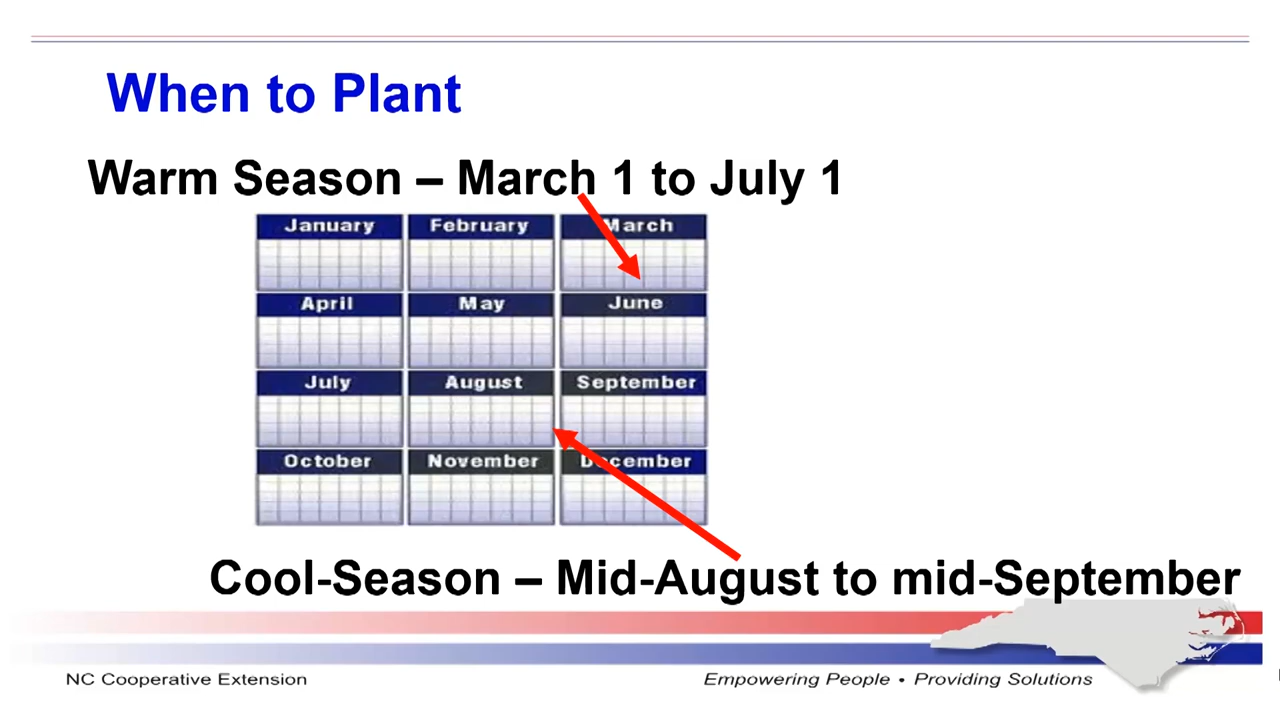 When to Plant
Warm Season – March 1 to July 1
January February March
April May June
July August September
October November December
Cool-Season – Mid-August to mid-September
NC Cooperative Extension
Empowering People • Providing Solutions